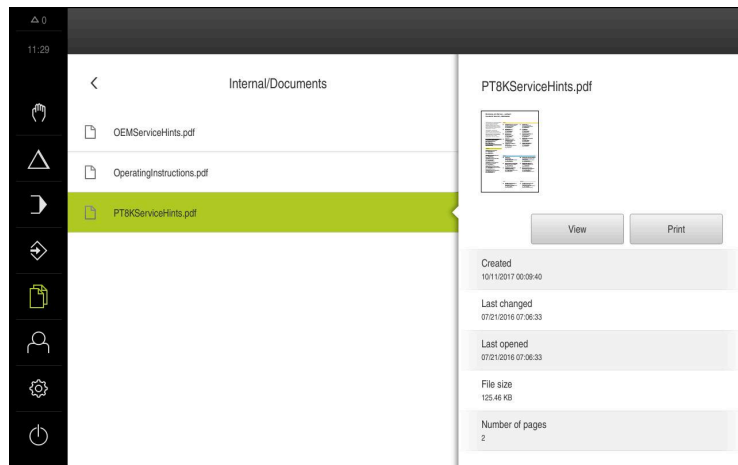 0
11:29
Internal/Documents
OEMServiceHints.pdf
OperatingInstructions.pdf
PT8KServiceHints.pdf
PT8KServiceHints.pdf
View
Print
Created
10/11/2017 00:09:40
Last changed
07/21/2016 07:06:33
Last opened
07/21/2016 07:06:33
File size
125.46 KB
Number of pages
2